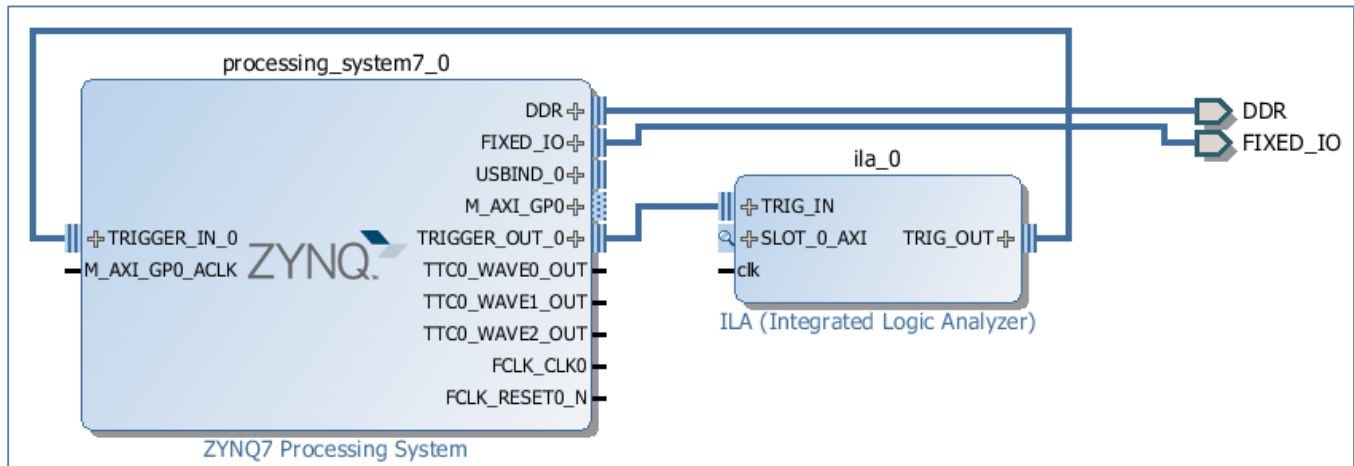 processing_system7_0
DDR
FIXED_IO
USBIND_0
M_AXI_GP0
TRIGGER_IN_0
TRIGGER_OUT_0
M_AXI_GP0_ACLK
ZYNQ
TTC0_WAVE0_OUT
TTC0_WAVE1_OUT
TTC0_WAVE2_OUT
FCLK_CLK0
FCLK_RESET0_N
ZYNQ7 Processing System
ila_0
TRIG_IN
SLOT_0_AXI
TRIG_OUT
clk
ILA (Integrated Logic Analyzer)
DDR
FIXED_IO